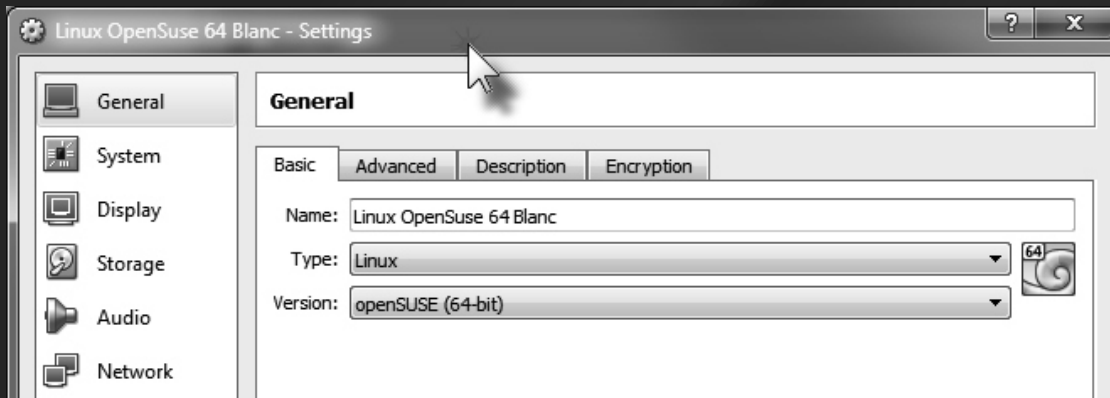 Linux OpenSuse 64 Blanc - Settings
?
X
General
System
Display
Storage
Audio
Network
General
Basic
Advanced
Description
Encryption
Name: Linux OpenSuse 64 Blanc
Type: Linux
64
Version: openSUSE (64-bit)